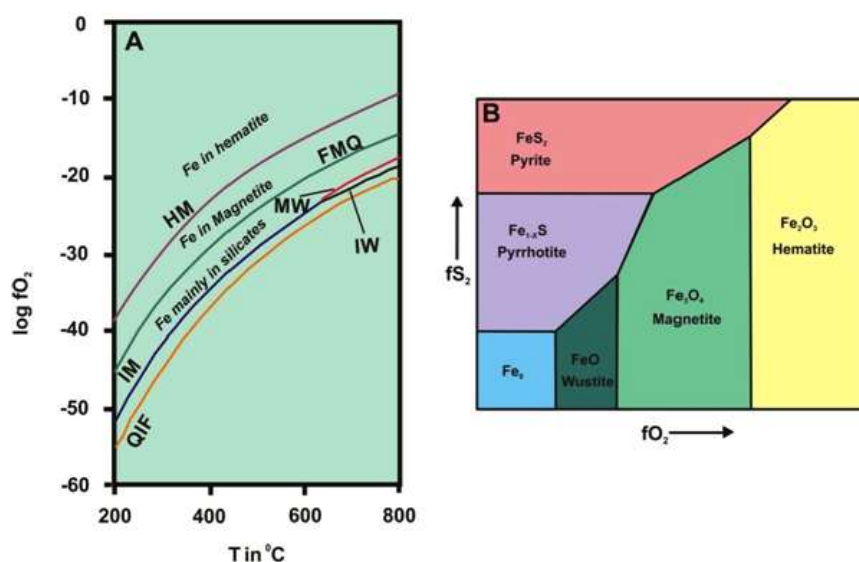 A
0
-10
-20
-30
-40
-50
-60
log fO₂
200
400
600
800
T in ⁰C
Fe in hematite
HM
Fe in Magnetite
FMQ
MW
IW
Fe mainly in silicates
IM
QIF
B
FeS₂
Pyrite
Fe₁₋ₓS
Pyrrhotite
Fe₂O₃
Hematite
Fe₃O₄
Magnetite
Fe₀
FeO
Wustite
fS₂
fO₂